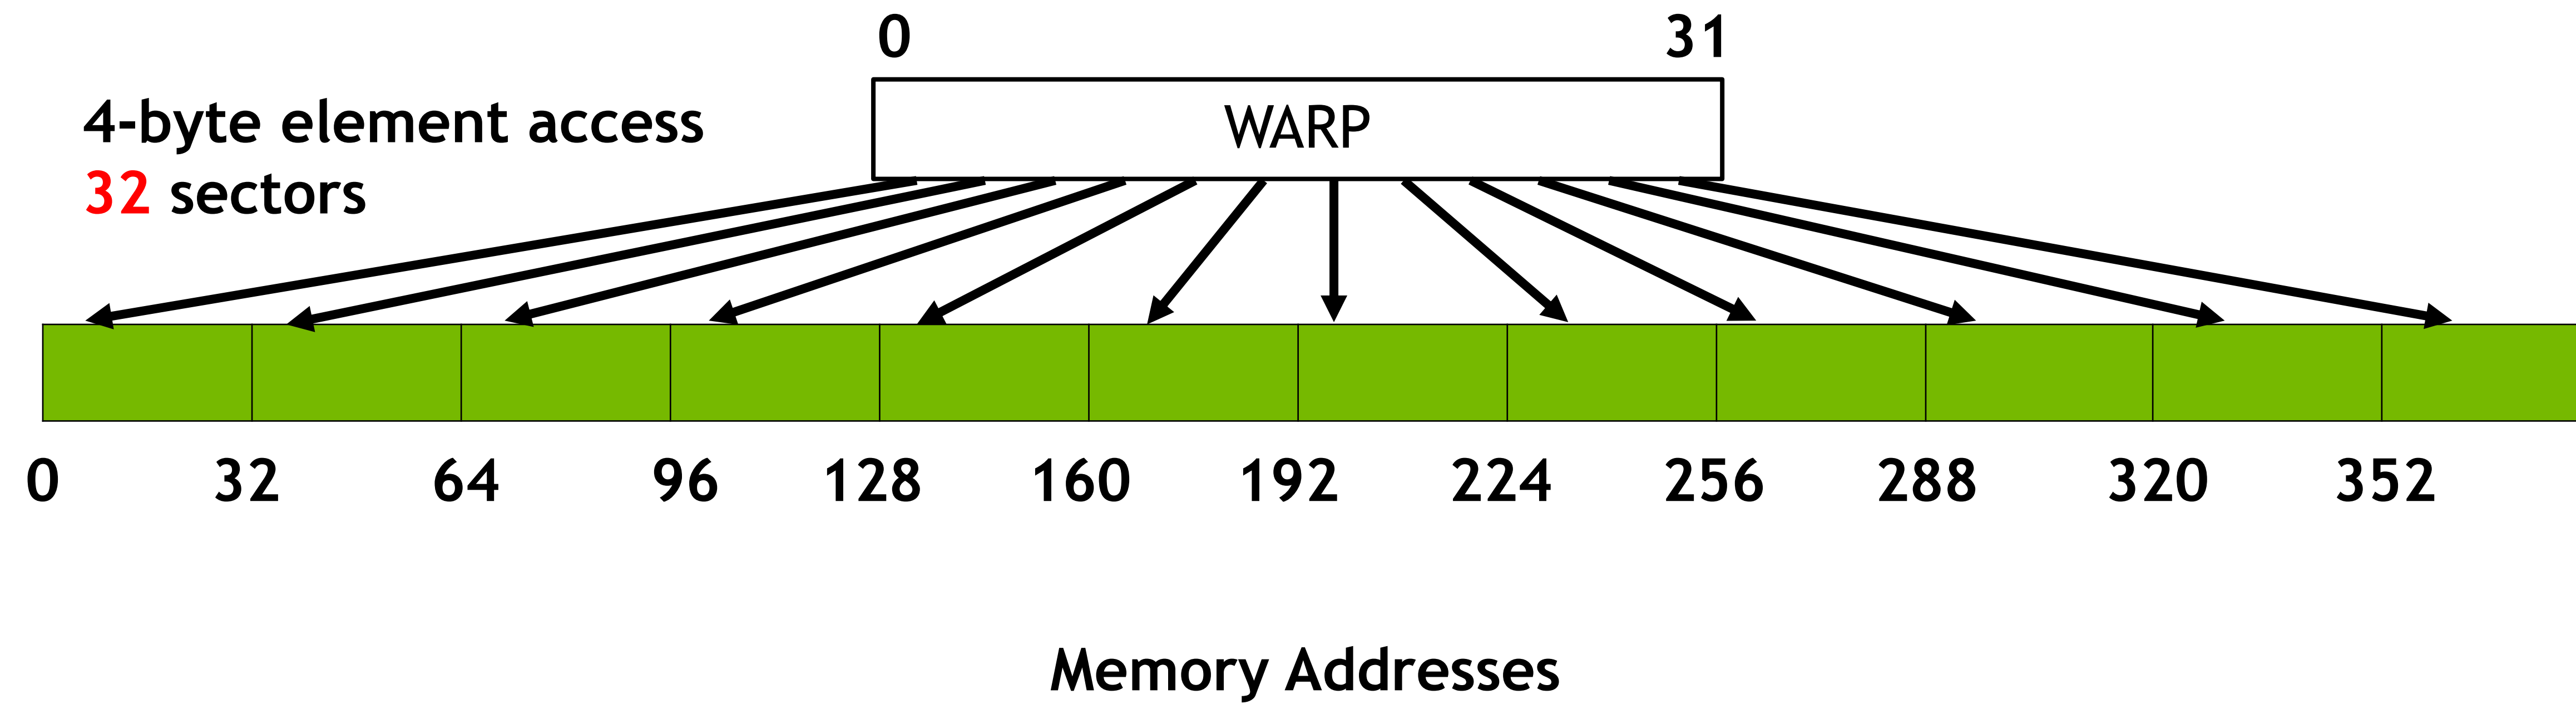 0 31
4-byte element access
WARP
32 sectors
0 32 64 96 128 160 192 224 256 288 320 352
Memory Addresses